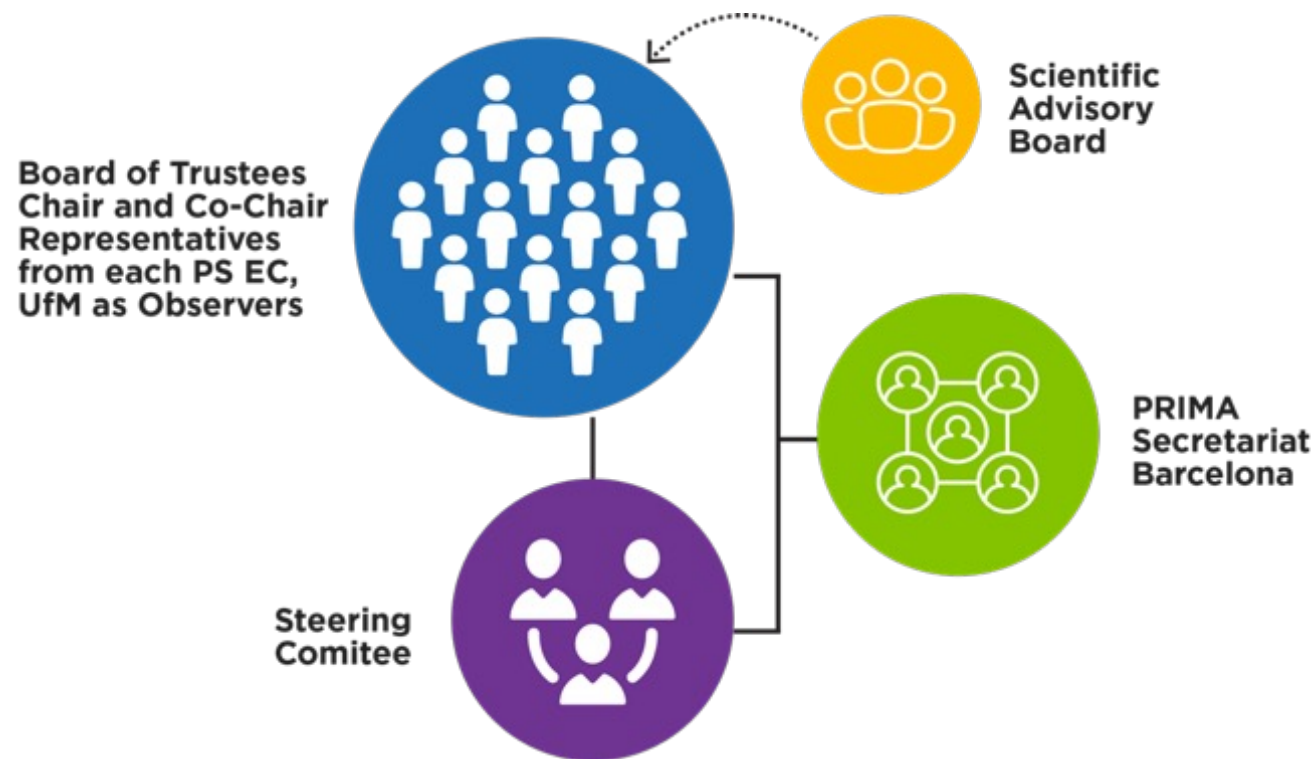 Scientific
Advisory
Board
Board of Trustees
Chair and Co-Chair
Representatives
from each PS EC,
UfM as Observers
PRIMA
Secretariat
Barcelona
Steering
Comitee